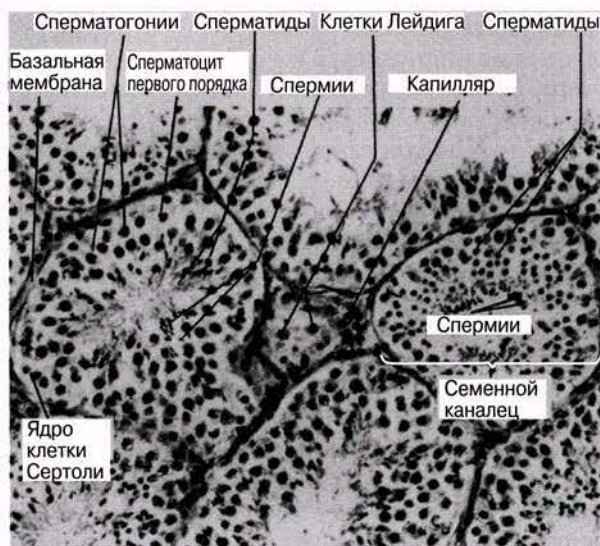 Сперматогонии Сперматиды Клетки Лейдига Сперматиды
Базальная
мембрана
Сперматоцит
первого порядка
Спермии
Капилляр
Спермии
Семенной
каналец
Ядро
клетки
Сертоли